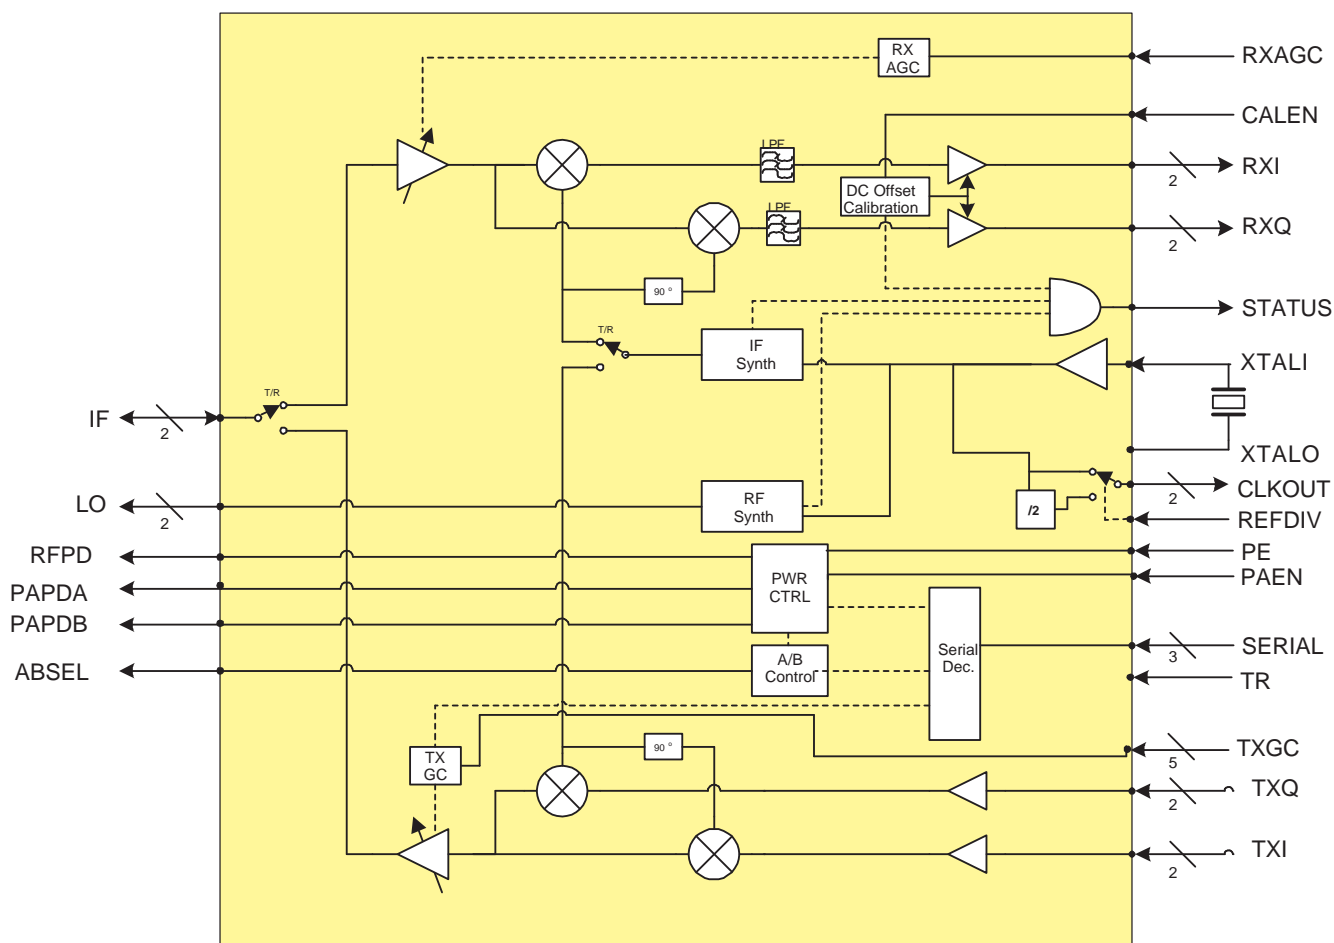 RX
AGC
RXAGC
CALEN
LPF
2
RXI
DC Offset
Calibration
LPF
2
RXQ
90 °
STATUS
T/R
IF
Synth
XTALI
T/R
IF
2
XTALO
LO
2
RF
Synth
/2
2
CLKOUT
REFDIV
RFPD
PE
PAPDA
PWR
CTRL
PAEN
PAPDB
ABSEL
A/B
Control
Serial
Dec.
3
SERIAL
TR
TX
GC
90 °
5
TXGC
2
TXQ
2
TXI